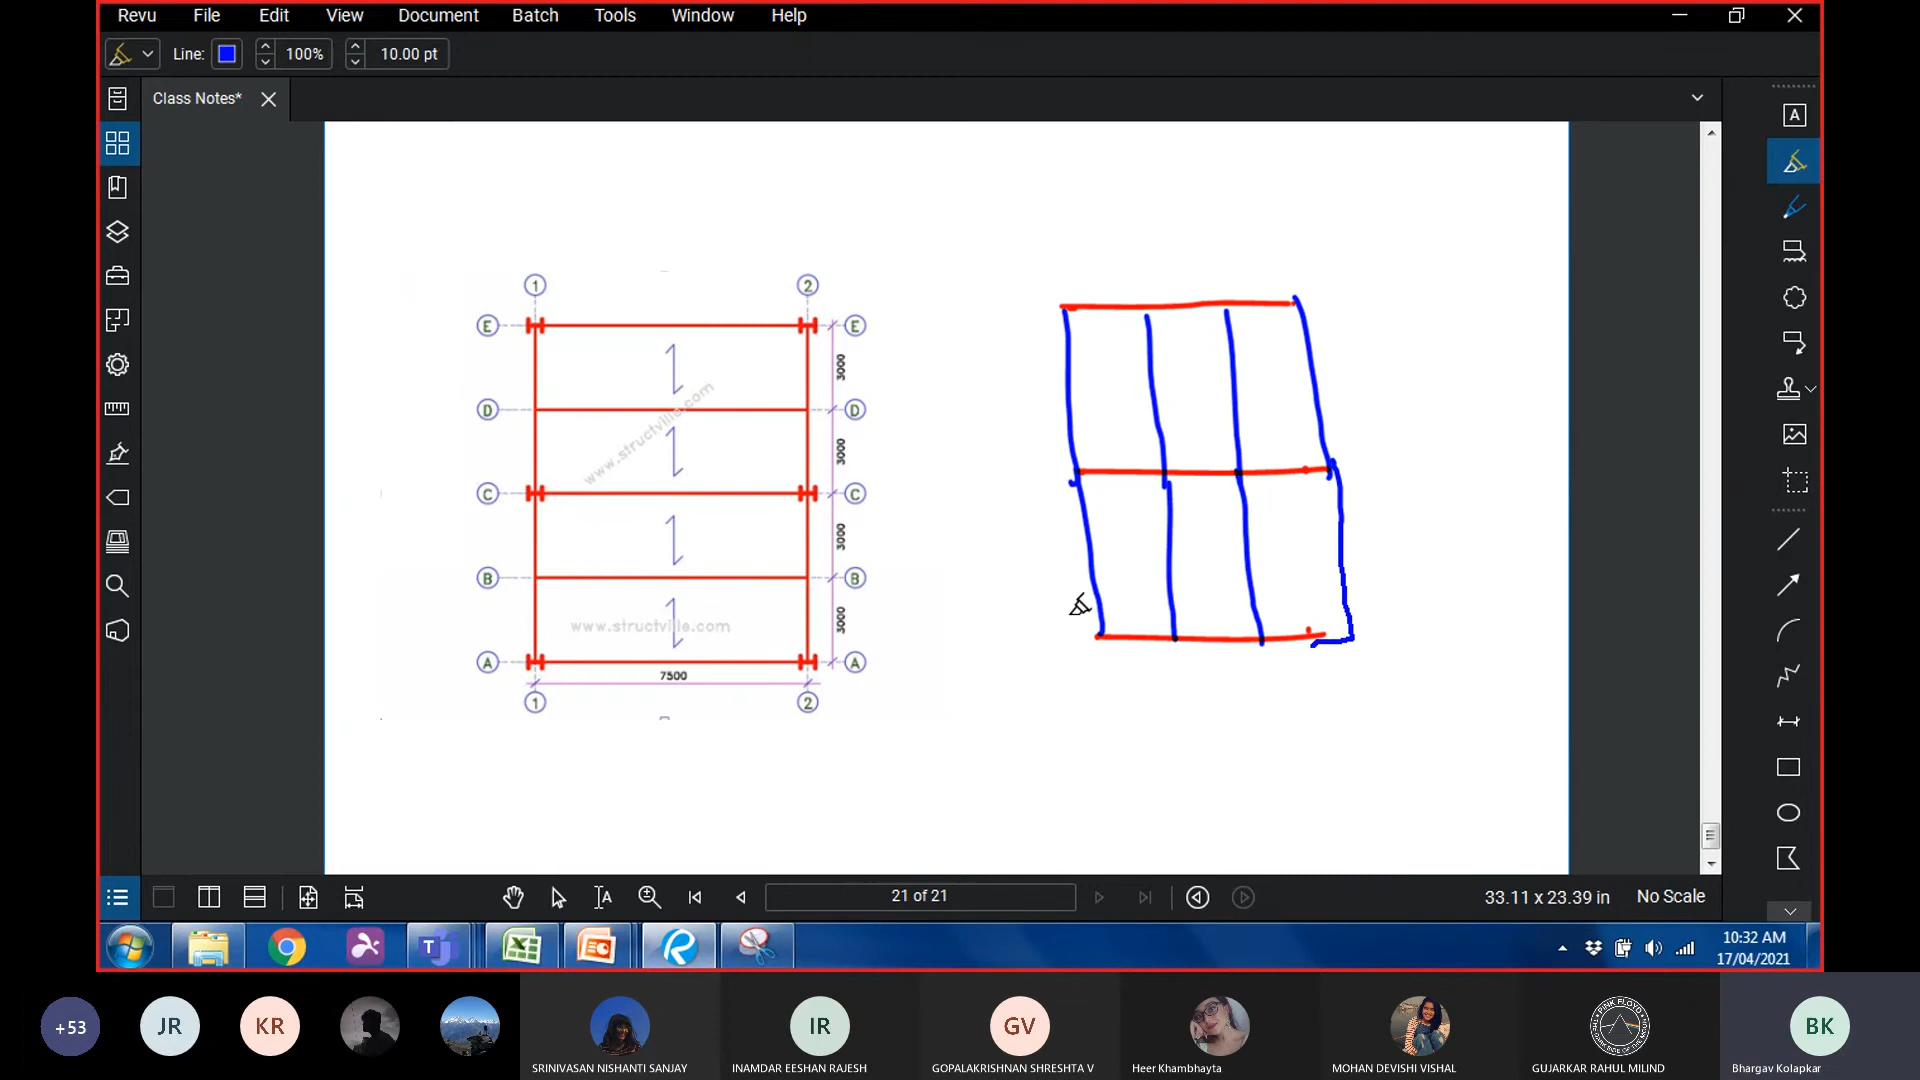 Revu File Edit View Document Batch Tools Window Help
Line: 100% 10.00 pt
Class Notes*
A
1 2
E E
3000
D D
www.structville.com
3000
C C
3000
B B
www.structville.com
3000
A A
7500
1 2
21 of 21
33.11 x 23.39 in No Scale
10:32 AM
17/04/2021
+53 JR KR IR GV PINK FLOYD BK
SRINIVASAN NISHANTI SANJAY INAMDAR EESHAN RAJESH GOPALAKRISHNAN SHRESHTA V Heer Khambhayta MOHAN DEVISHI VISHAL GUJARKAR RAHUL MILIND Bhargav Kolapkar